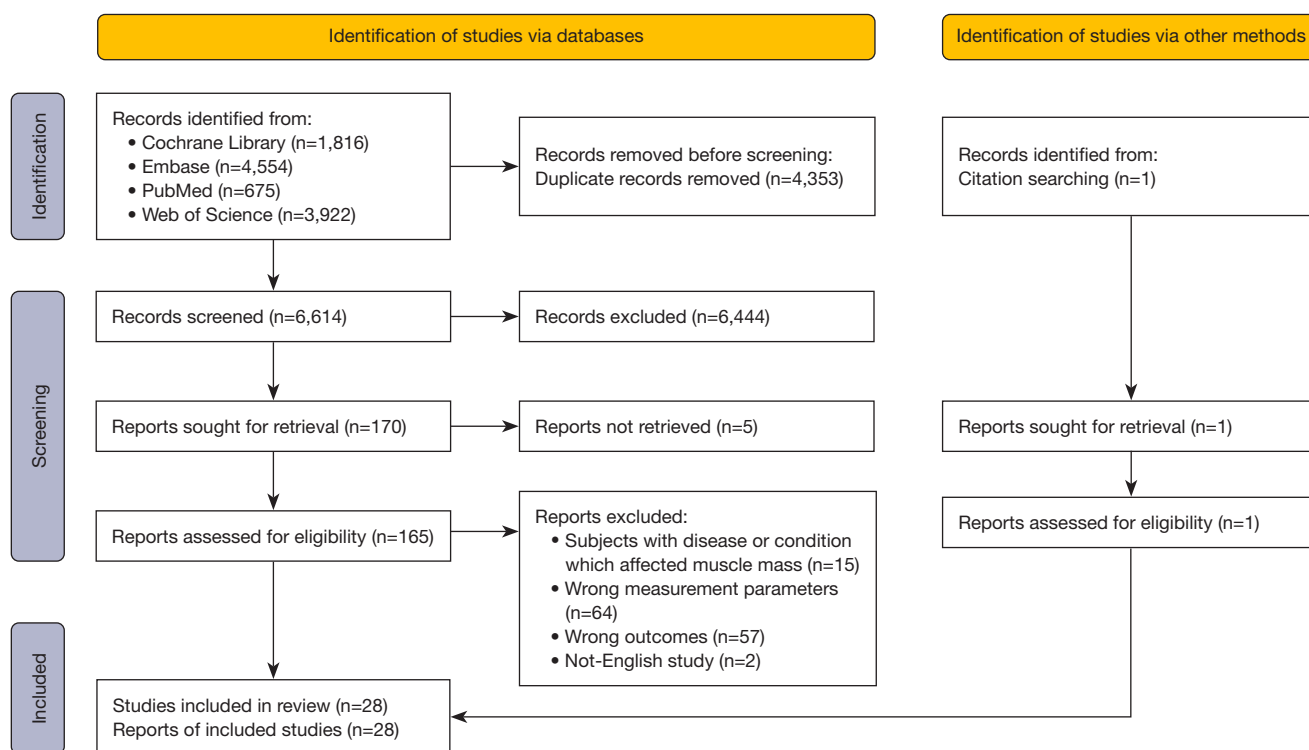 Identification of studies via databases
Identification of studies via other methods
Identification
Records identified from:
• Cochrane Library (n=1,816)
• Embase (n=4,554)
• PubMed (n=675)
• Web of Science (n=3,922)
Records removed before screening:
Duplicate records removed (n=4,353)
Records identified from:
Citation searching (n=1)
Screening
Records screened (n=6,614)
Records excluded (n=6,444)
Reports sought for retrieval (n=170)
Reports not retrieved (n=5)
Reports sought for retrieval (n=1)
Reports assessed for eligibility (n=165)
Reports excluded:
• Subjects with disease or condition
which affected muscle mass (n=15)
• Wrong measurement parameters
(n=64)
• Wrong outcomes (n=57)
• Not-English study (n=2)
Reports assessed for eligibility (n=1)
Included
Studies included in review (n=28)
Reports of included studies (n=28)